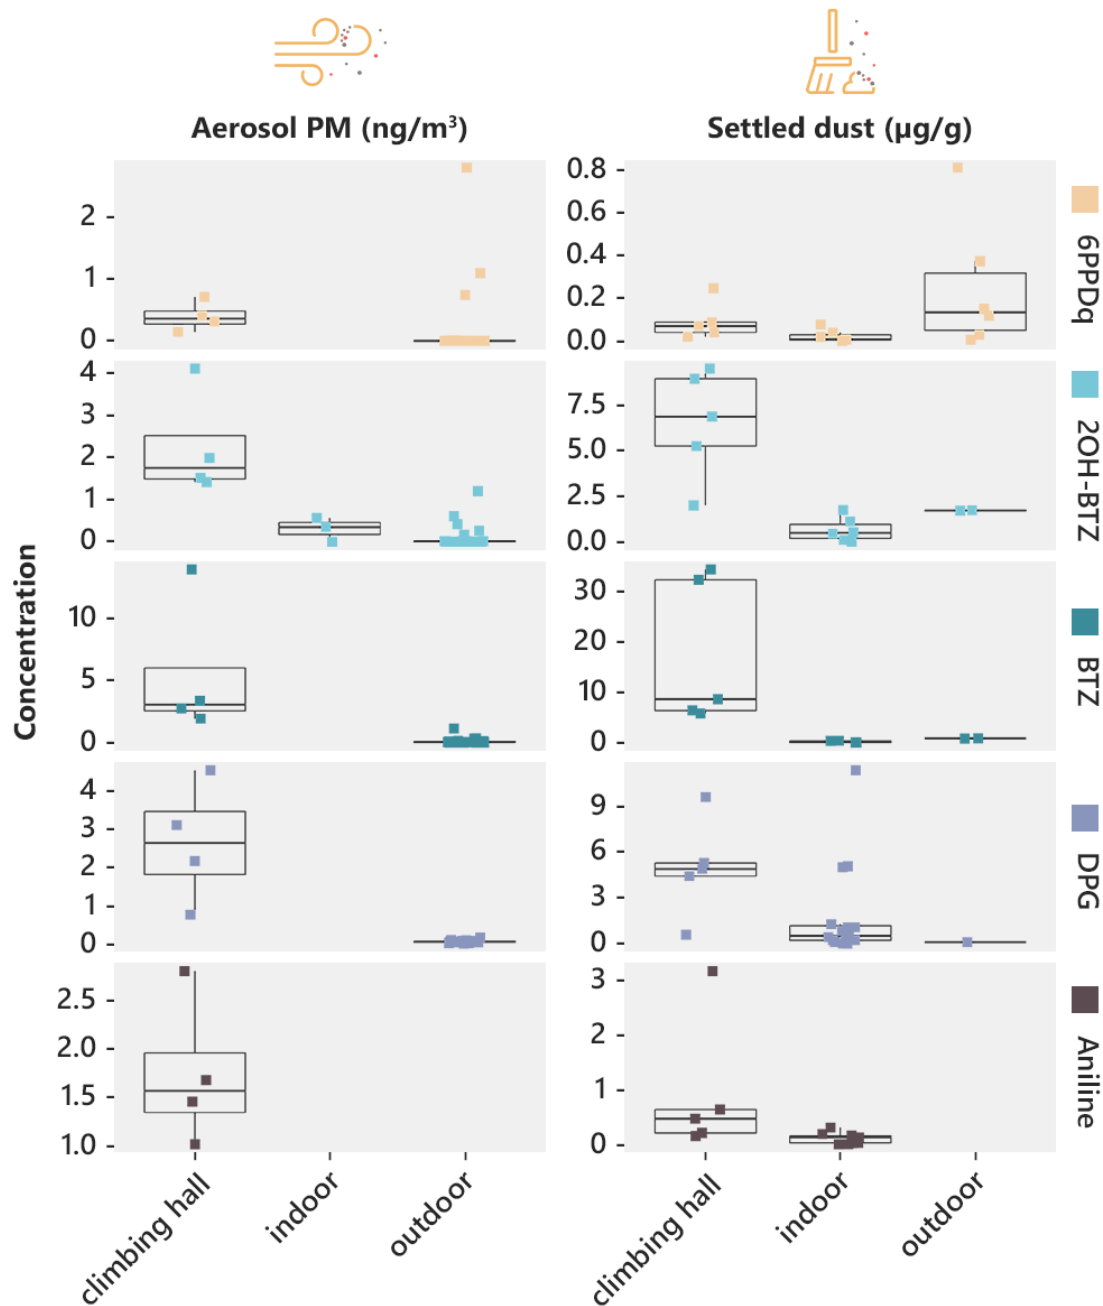 Aerosol PM (ng/m³)
Settled dust (µg/g)
Concentration
2
1
0
0.8
0.6
0.4
0.2
0.0
6PPDq
4
3
2
1
0
7.5
5.0
2.5
0.0
2OH-BTZ
10
5
0
30
20
10
0
BTZ
4
3
2
1
0
9
6
3
0
DPG
2.5
2.0
1.5
1.0
3
2
1
0
Aniline
climbing hall
indoor
outdoor
climbing hall
indoor
outdoor